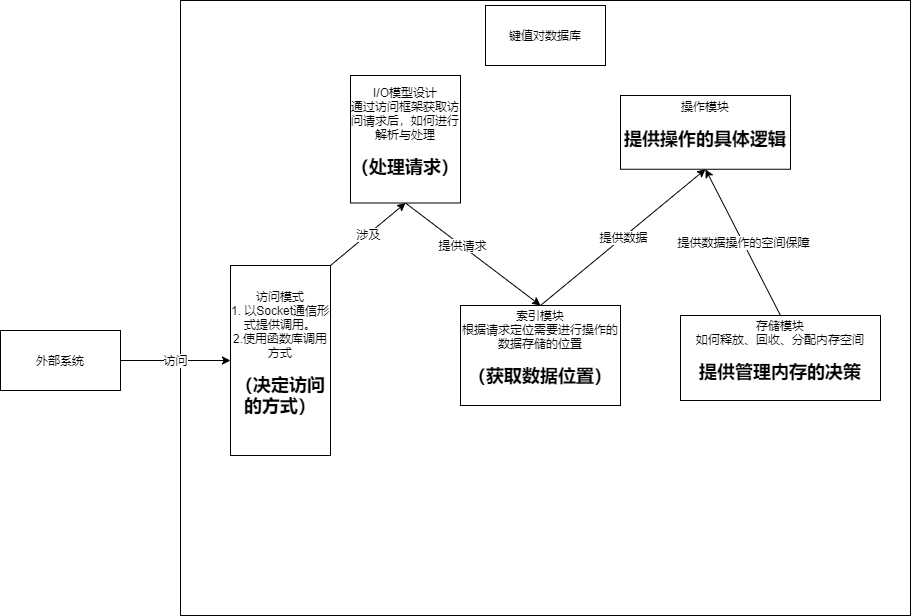 键值对数据库
I/O模型设计
通过访问框架获取访
问请求后，如何进行
解析与处理
（处理请求）
操作模块
提供操作的具体逻辑
涉及
提供请求
提供数据
提供数据操作的空间保障
访问模式
1. 以Socket通信形
式提供调用。
2.使用函数库调用
方式
（决定访问
的方式）
外部系统
访问
索引模块
根据请求定位需要进行操作的
数据存储的位置
（获取数据位置）
存储模块
如何释放、回收、分配内存空间
提供管理内存的决策